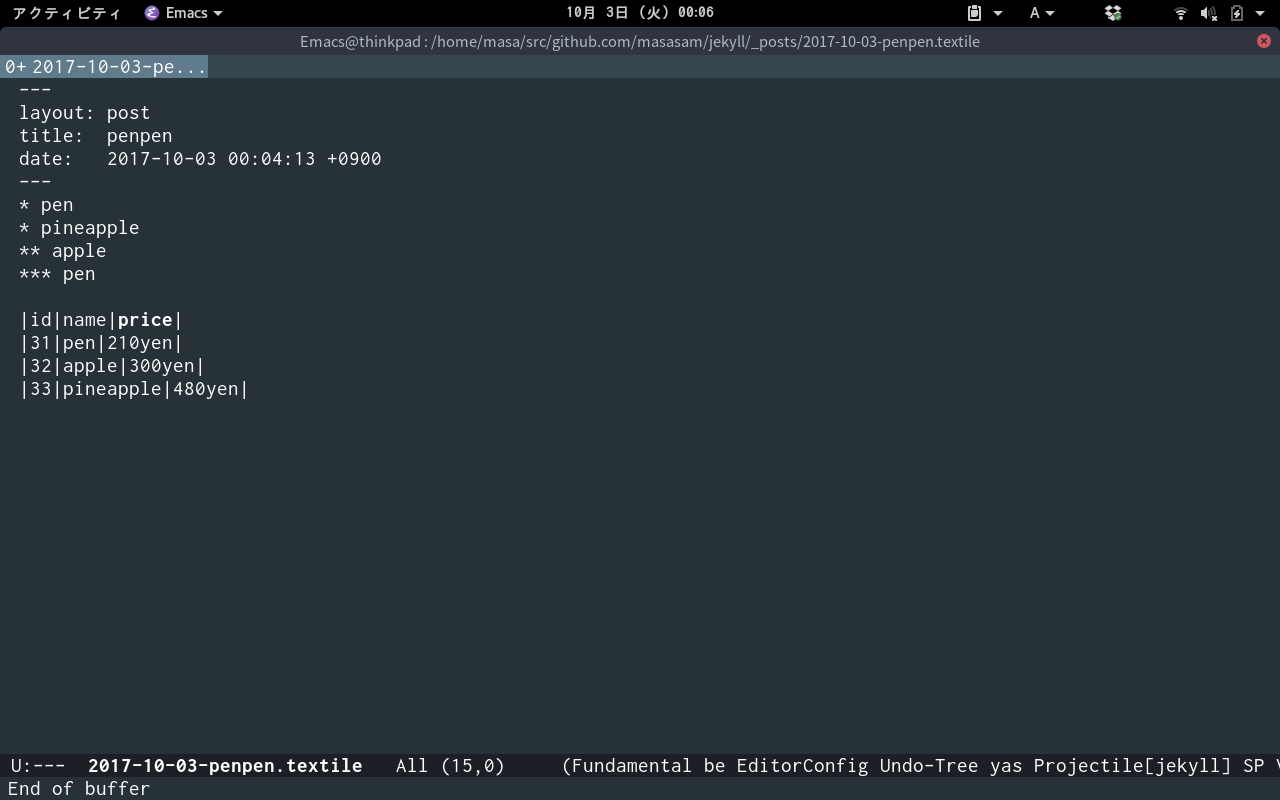 アクティビティ Emacs 10月 3日 (火) 00:06 A
Emacs@thinkpad : /home/masa/src/github.com/masasam/jekyll/_posts/2017-10-03-penpen.textile
0+ 2017-10-03-pe...
---
layout: post
title:  penpen
date:   2017-10-03 00:04:13 +0900
---
* pen
* pineapple
** apple
*** pen
|id|name|price|
|31|pen|210yen|
|32|apple|300yen|
|33|pineapple|480yen|
U:---  2017-10-03-penpen.textile   All (15,0)     (Fundamental be EditorConfig Undo-Tree yas Projectile[jekyll] SP
End of buffer